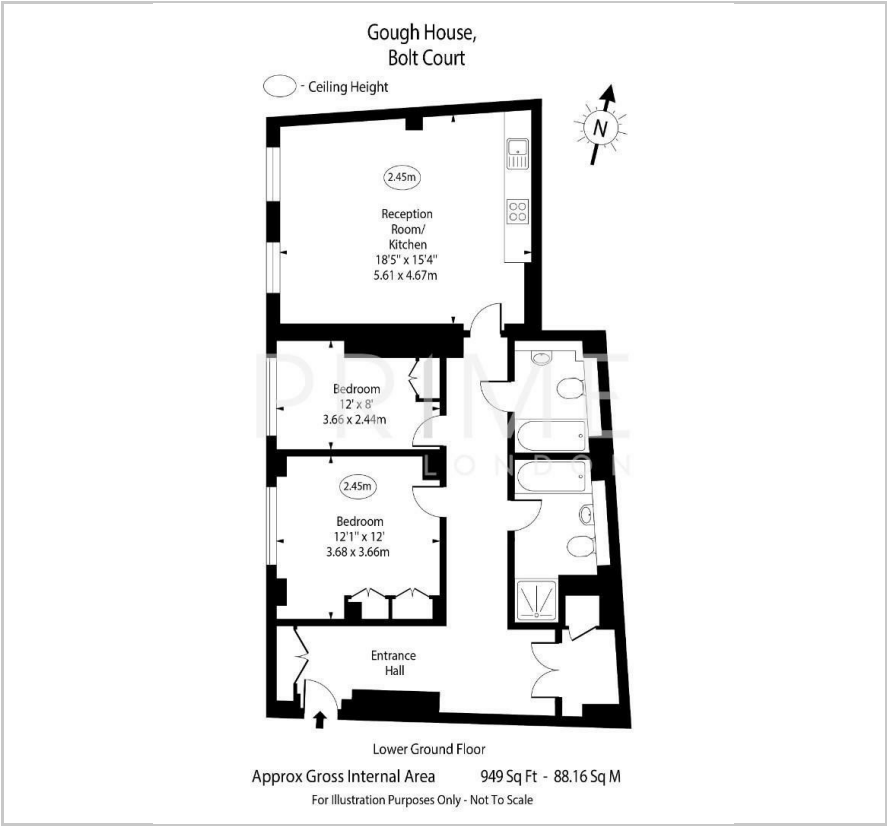 Gough House,
Bolt Court
- Ceiling Height
N
2.45m
Reception
Room/
Kitchen
18'5" x 15'4"
5.61 x 4.67m
Bedroom
12' x 8'
3.66 x 2.44m
PRIME
LONDON
2.45m
Bedroom
12'1" x 12'
3.68 x 3.66m
Entrance
Hall
Lower Ground Floor
Approx Gross Internal Area 949 Sq Ft - 88.16 Sq M
For Illustration Purposes Only - Not To Scale